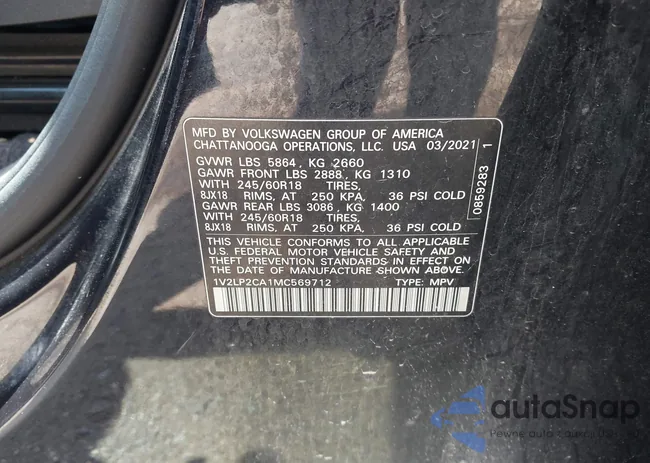 MFD BY VOLKSWAGEN GROUP OF AMERICA
CHATTANOOGA OPERATIONS, LLC. USA 03/2021
GVWR LBS 5864, KG 2660
GAWR FRONT LBS 2888, KG 1310
WITH 245/60R18 TIRES,
8JX18 RIMS, AT 250 KPA, 36 PSI COLD
GAWR REAR LBS 3086, KG 1400
WITH 245/60R18 TIRES,
8JX18 RIMS, AT 250 KPA, 36 PSI COLD
THIS VEHICLE CONFORMS TO ALL APPLICABLE
U.S. FEDERAL MOTOR VEHICLE SAFETY AND
THEFT PREVENTION STANDARDS IN EFFECT ON
THE DATE OF MANUFACTURE SHOWN ABOVE.
1V2LP2CA1MC569712 TYPE: MPV
0859283 1
autaSnap
Pewne auta